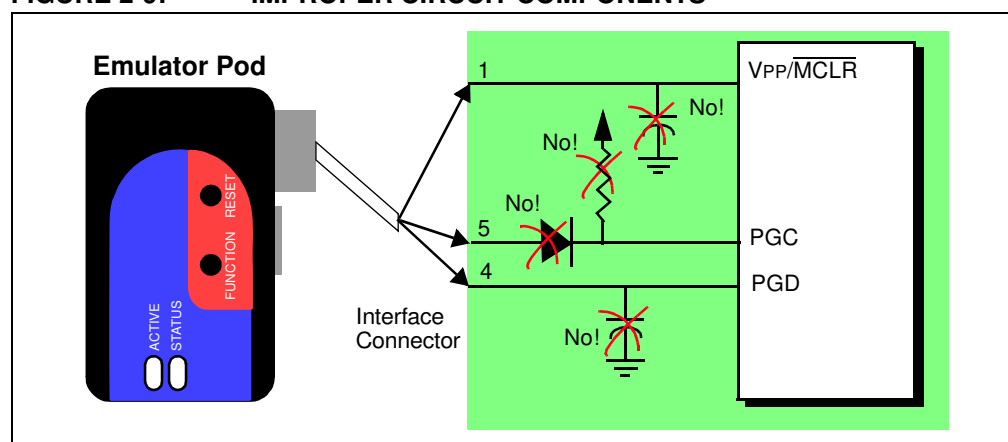 Emulator Pod
RESET
FUNCTION
ACTIVE
STATUS
Interface
Connector
1
5
4
No!
No!
No!
No!
VPP/MCLR
PGC
PGD